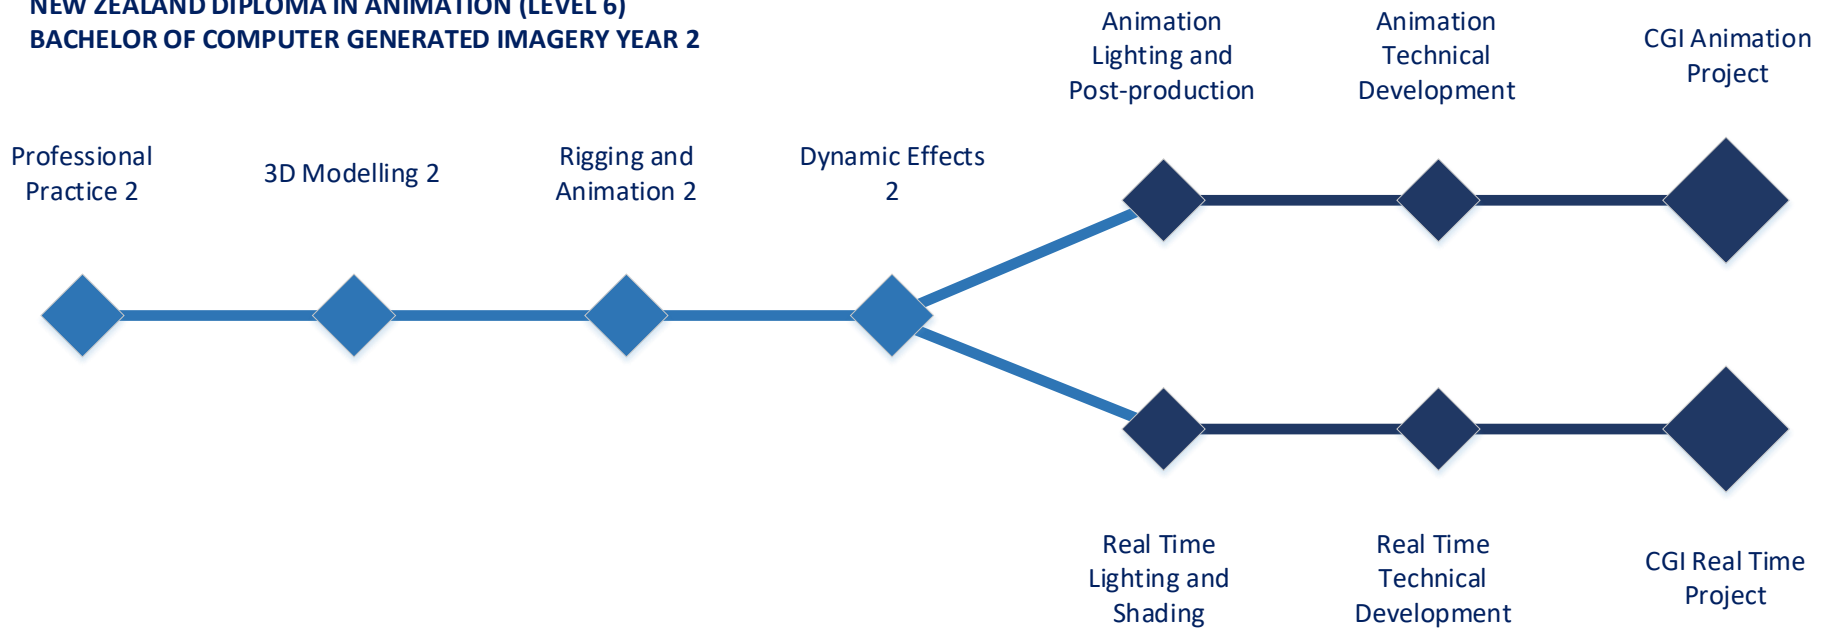 NEW ZEALAND DIPLOMA IN ANIMATION (LEVEL 6)
BACHELOR OF COMPUTER GENERATED IMAGERY YEAR 2
Professional
Practice 2
3D Modelling 2
Rigging and
Animation 2
Dynamic Effects
2
Animation
Lighting and
Post-production
Animation
Technical
Development
CGI Animation
Project
Real Time
Lighting and
Shading
Real Time
Technical
Development
CGI Real Time
Project